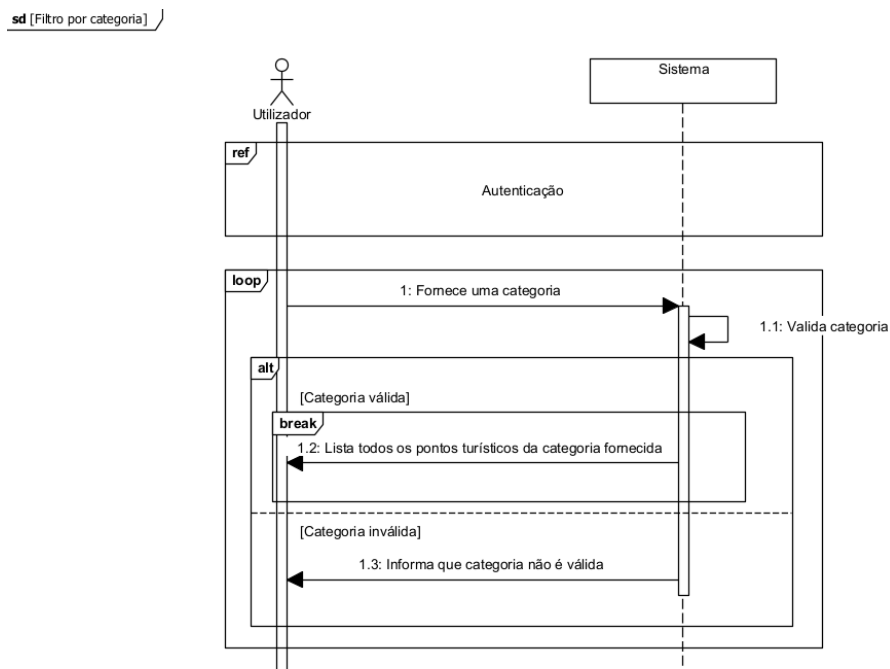 sd [Filtro por categoria]
Sistema
Utilizador
ref
Autenticação
loop
1: Fornece uma categoria
1.1: Valida categoria
alt
[Categoria válida]
break
1.2: Lista todos os pontos turísticos da categoria fornecida
[Categoria inválida]
1.3: Informa que categoria não é válida